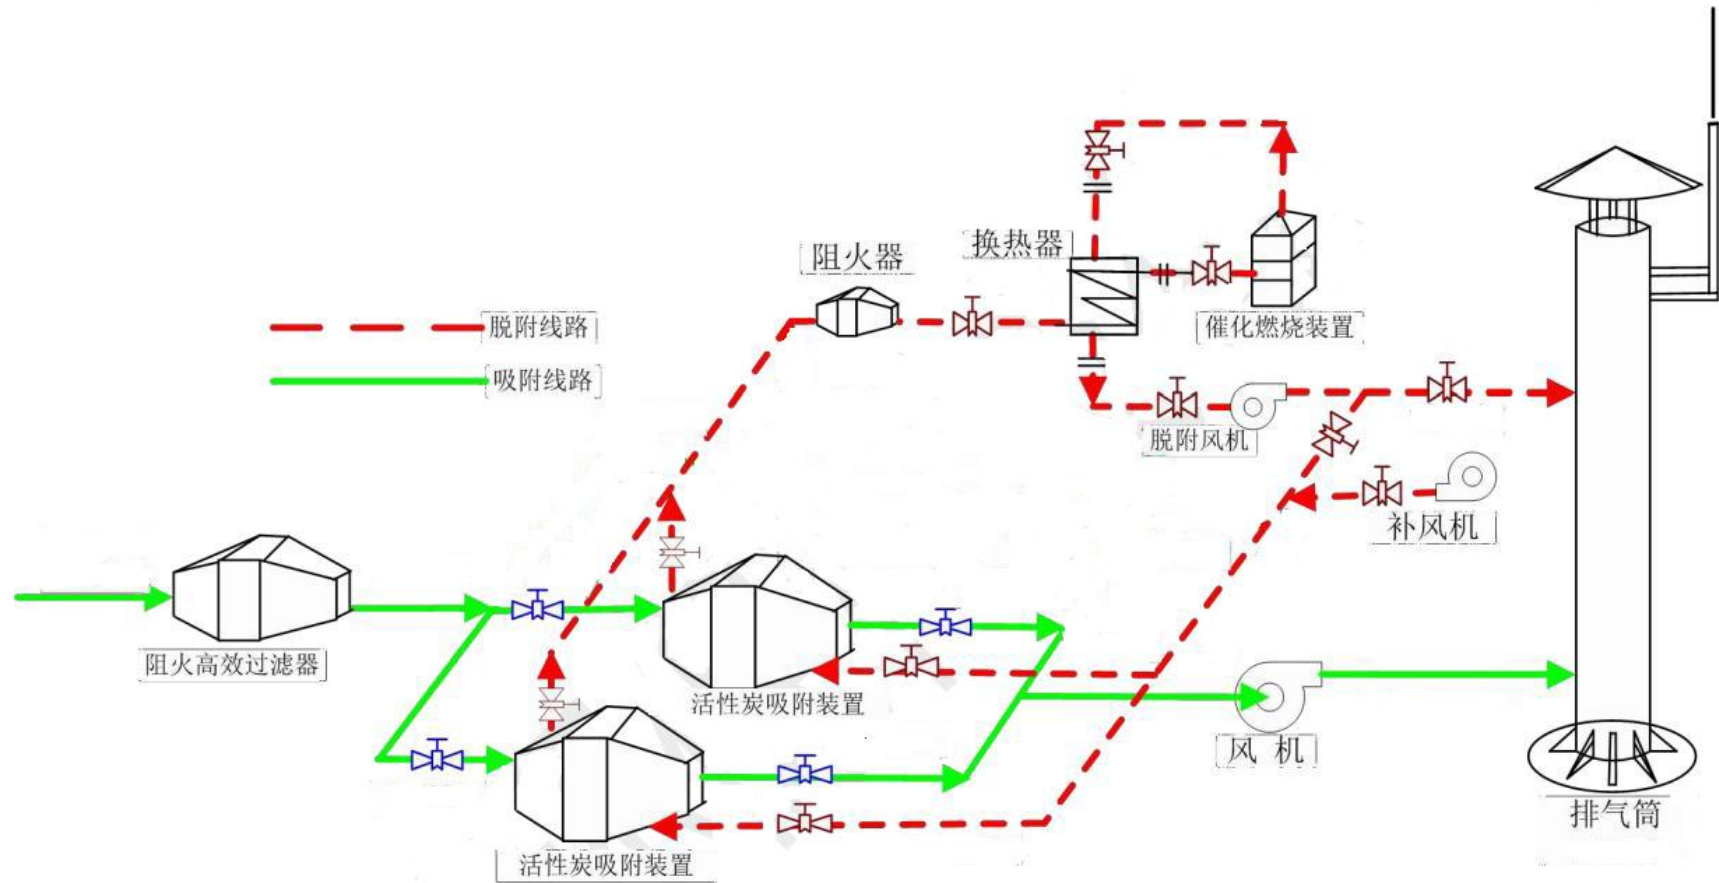 换热器
阻火器
脱附线路
催化燃烧装置
吸附线路
脱附风机
补风机
阻火高效过滤器
活性炭吸附装置
风 机
排气筒
活性炭吸附装置